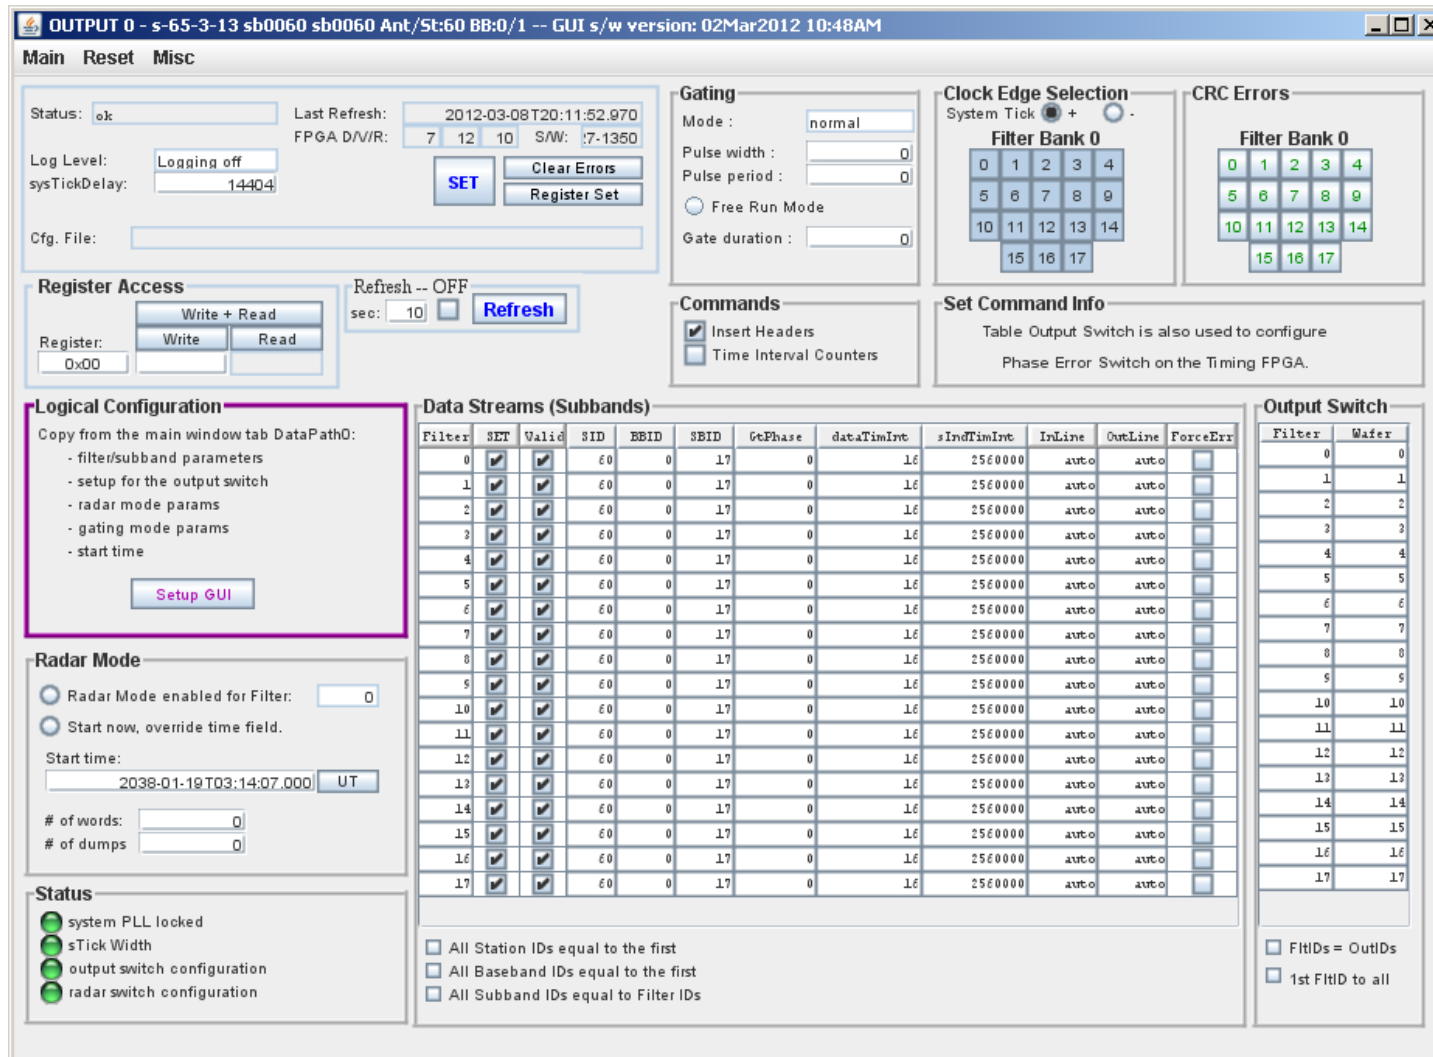 OUTPUT 0 - s-65-3-13 sb0060 sb0060 Ant/St:60 BB:0/1 -- GUI s/w version: 02Mar2012 10:48AM
Main Reset Misc
Status: ok
Last Refresh: 2012-03-08T20:11:52.970
FPGA D/V/R: 7 12 10 S/W: :7-1350
Log Level: Logging off
sysTickDelay: 14404
SET
Clear Errors
Register Set
Cfg. File:
Gating
Mode : normal
Pulse width : 0
Pulse period : 0
Free Run Mode
Gate duration : 0
Clock Edge Selection
System Tick + -
Filter Bank 0
0 1 2 3 4
5 6 7 8 9
10 11 12 13 14
15 16 17
CRC Errors
Filter Bank 0
0 1 2 3 4
5 6 7 8 9
10 11 12 13 14
15 16 17
Register Access
Write + Read
Register: Write Read
0x00
Refresh -- OFF
sec: 10 Refresh
Commands
Insert Headers
Time Interval Counters
Set Command Info
Table Output Switch is also used to configure
Phase Error Switch on the Timing FPGA.
Logical Configuration
Copy from the main window tab DataPath0:
- filter/subband parameters
- setup for the output switch
- radar mode params
- gating mode params
- start time
Setup GUI
Radar Mode
Radar Mode enabled for Filter: 0
Start now, override time field.
Start time:
2038-01-19T03:14:07.000 UT
# of words: 0
# of dumps 0
Status
system PLL locked
sTick Width
output switch configuration
radar switch configuration
Data Streams (Subbands)
Filter SET Valid SID BBID SBID GtPhase dataTimInt sIndTimInt InLine OutLine ForceErr
0 60 0 17 0 16 2560000 auto auto
1 60 0 17 0 16 2560000 auto auto
2 60 0 17 0 16 2560000 auto auto
3 60 0 17 0 16 2560000 auto auto
4 60 0 17 0 16 2560000 auto auto
5 60 0 17 0 16 2560000 auto auto
6 60 0 17 0 16 2560000 auto auto
7 60 0 17 0 16 2560000 auto auto
8 60 0 17 0 16 2560000 auto auto
9 60 0 17 0 16 2560000 auto auto
10 60 0 17 0 16 2560000 auto auto
11 60 0 17 0 16 2560000 auto auto
12 60 0 17 0 16 2560000 auto auto
13 60 0 17 0 16 2560000 auto auto
14 60 0 17 0 16 2560000 auto auto
15 60 0 17 0 16 2560000 auto auto
16 60 0 17 0 16 2560000 auto auto
17 60 0 17 0 16 2560000 auto auto
All Station IDs equal to the first
All Baseband IDs equal to the first
All Subband IDs equal to Filter IDs
Output Switch
Filter Wafer
0 0
1 1
2 2
3 3
4 4
5 5
6 6
7 7
8 8
9 9
10 10
11 11
12 12
13 13
14 14
15 15
16 16
17 17
FltIDs = OutIDs
1st FltID to all